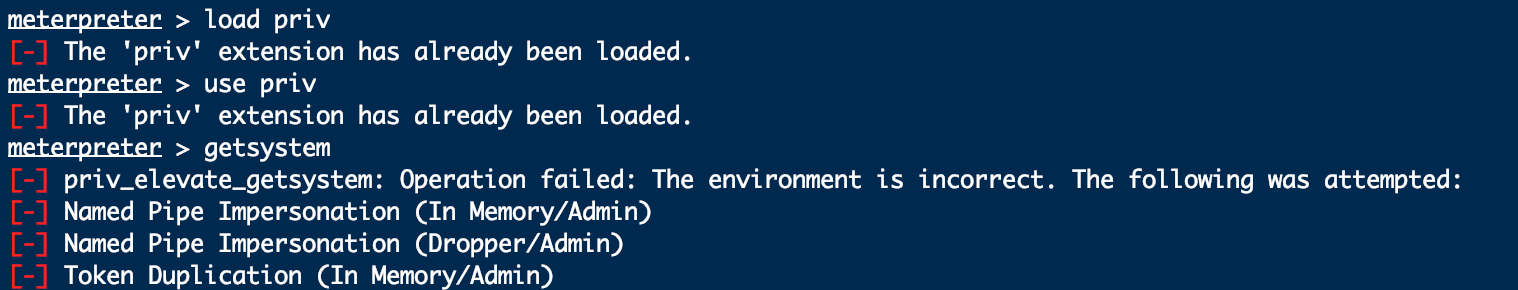 meterpreter > load priv
[-] The 'priv' extension has already been loaded.
meterpreter > use priv
[-] The 'priv' extension has already been loaded.
meterpreter > getsystem
[-] priv_elevate_getsystem: Operation failed: The environment is incorrect. The following was attempted:
[-] Named Pipe Impersonation (In Memory/Admin)
[-] Named Pipe Impersonation (Dropper/Admin)
[-] Token Duplication (In Memory/Admin)